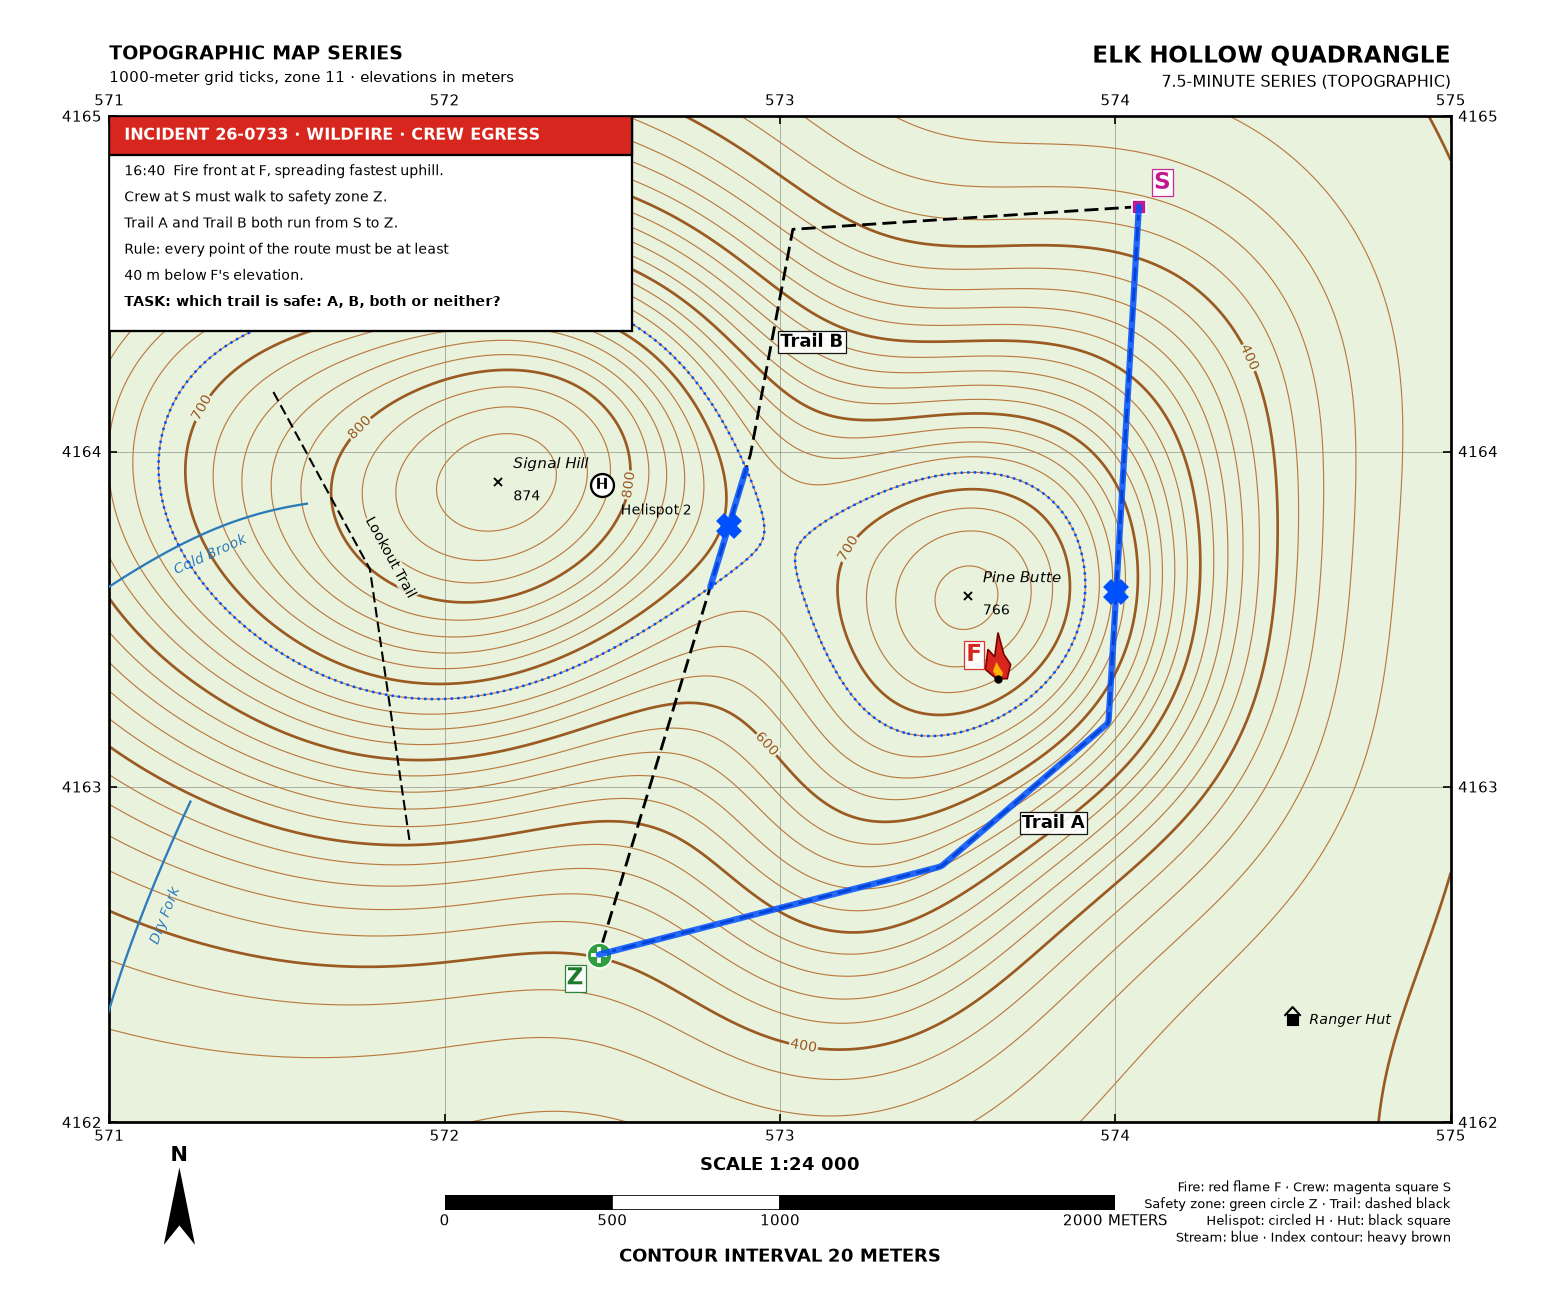 TOPOGRAPHIC MAP SERIES
1000-meter grid ticks, zone 11 · elevations in meters
ELK HOLLOW QUADRANGLE
7.5-MINUTE SERIES (TOPOGRAPHIC)
571 572 573 574 575
4165 4165
INCIDENT 26-0733 · WILDFIRE · CREW EGRESS
16:40 Fire front at F, spreading fastest uphill.
Crew at S must walk to safety zone Z.
Trail A and Trail B both run from S to Z.
Rule: every point of the route must be at least
40 m below F's elevation.
TASK: which trail is safe: A, B, both or neither?
S
Trail B
400
700
800
4164 4164
Signal Hill
874
H
800
Helispot 2
Lookout Trail
Cold Brook
700
Pine Butte
766
F
600
4163 4163
Trail A
Dry Fork
Z
400
Ranger Hut
4162 4162
571 572 573 574 575
N
SCALE 1:24 000
0 500 1000 2000 METERS
CONTOUR INTERVAL 20 METERS
Fire: red flame F · Crew: magenta square S
Safety zone: green circle Z · Trail: dashed black
Helispot: circled H · Hut: black square
Stream: blue · Index contour: heavy brown